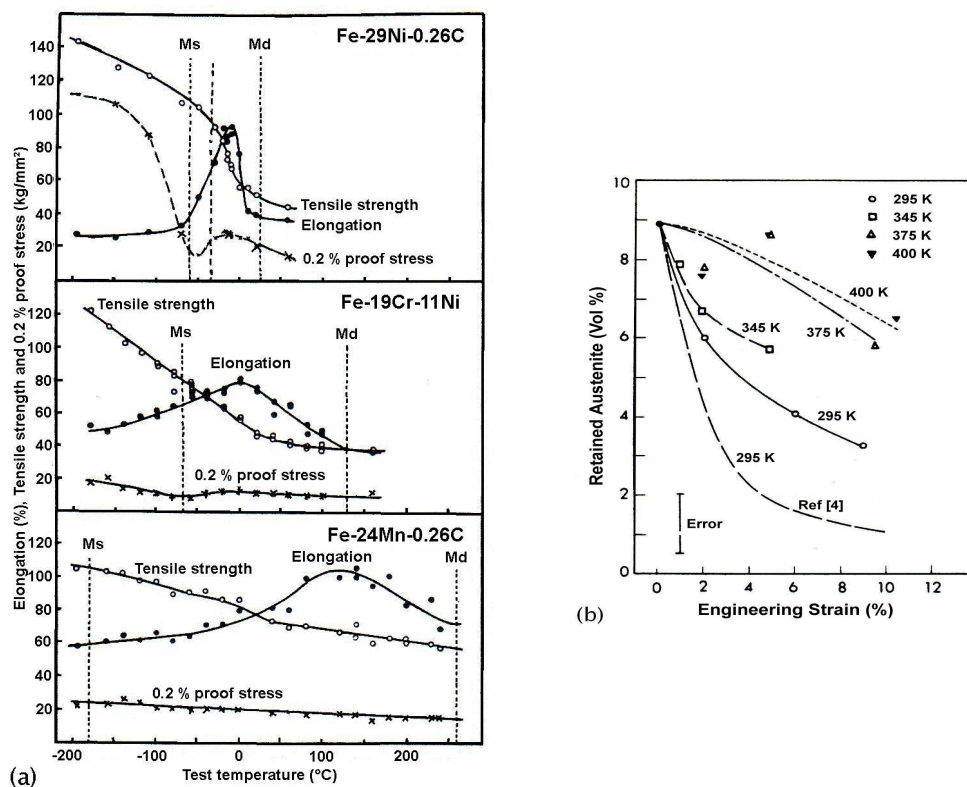 Fe-29Ni-0.26C
Ms Md
140
120
100
80
60
40
20
Tensile strength
Elongation
0.2 % proof stress
Fe-19Cr-11Ni
Tensile strength
Ms
Elongation
Md
120
100
80
60
40
20
0.2 % proof stress
Fe-24Mn-0.26C
Ms
Elongation
Md
Tensile strength
120
100
80
60
40
20
0.2 % proof stress
-200 -100 0 100 200
Test temperature (°C)
Elongation (%), Tensile strength and 0.2 % proof stress (kg/mm²)
(a)
10
8
6
4
2
0
Retained Austenite (Vol %)
295 K
345 K
375 K
400 K
400 K
375 K
345 K
295 K
295 K
Ref [4]
Error
0 2 4 6 8 10 12
Engineering Strain (%)
(b)